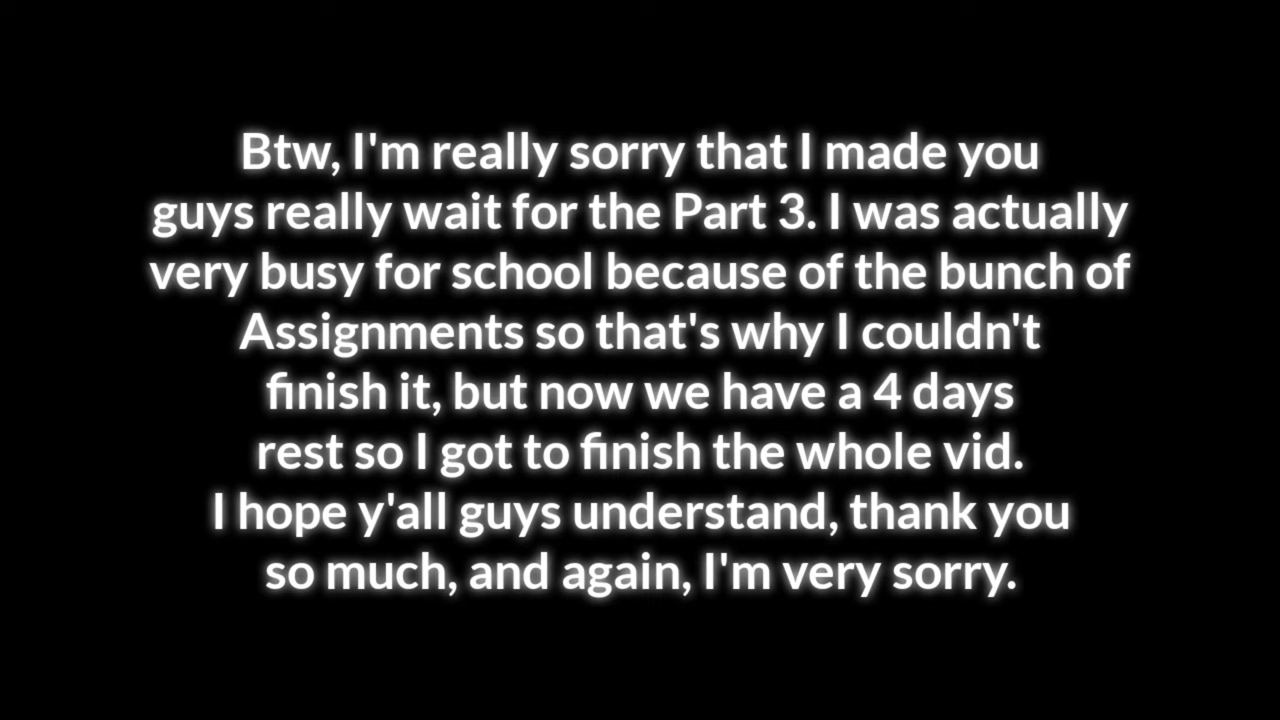 Btw, I'm really sorry that I made you
guys really wait for the Part 3. I was actually
very busy for school because of the bunch of
Assignments so that's why I couldn't
finish it, but now we have a 4 days
rest so I got to finish the whole vid.
I hope y'all guys understand, thank you
so much, and again, I'm very sorry.